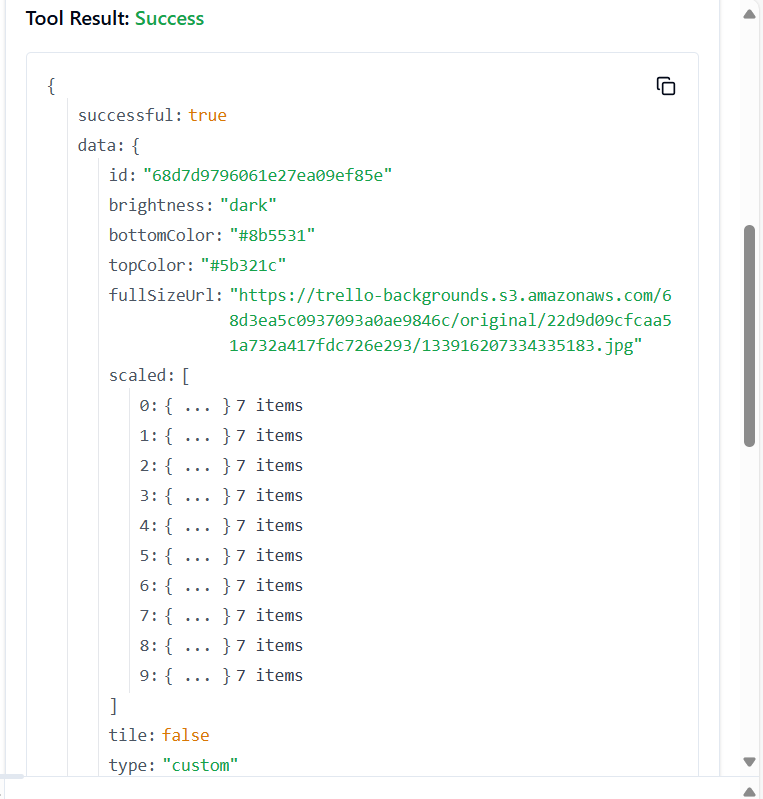 Tool Result: Success
{
successful: true
data: {
id: "68d7d9796061e27ea09ef85e"
brightness: "dark"
bottomColor: "#8b5531"
topColor: "#5b321c"
fullSizeUrl: "https://trello-backgrounds.s3.amazonaws.com/6
8d3ea5c0937093a0ae9846c/original/22d9d09cfcaa5
1a732a417fdc726e293/133916207334335183.jpg"
scaled: [
0: { ... } 7 items
1: { ... } 7 items
2: { ... } 7 items
3: { ... } 7 items
4: { ... } 7 items
5: { ... } 7 items
6: { ... } 7 items
7: { ... } 7 items
8: { ... } 7 items
9: { ... } 7 items
]
tile: false
type: "custom"